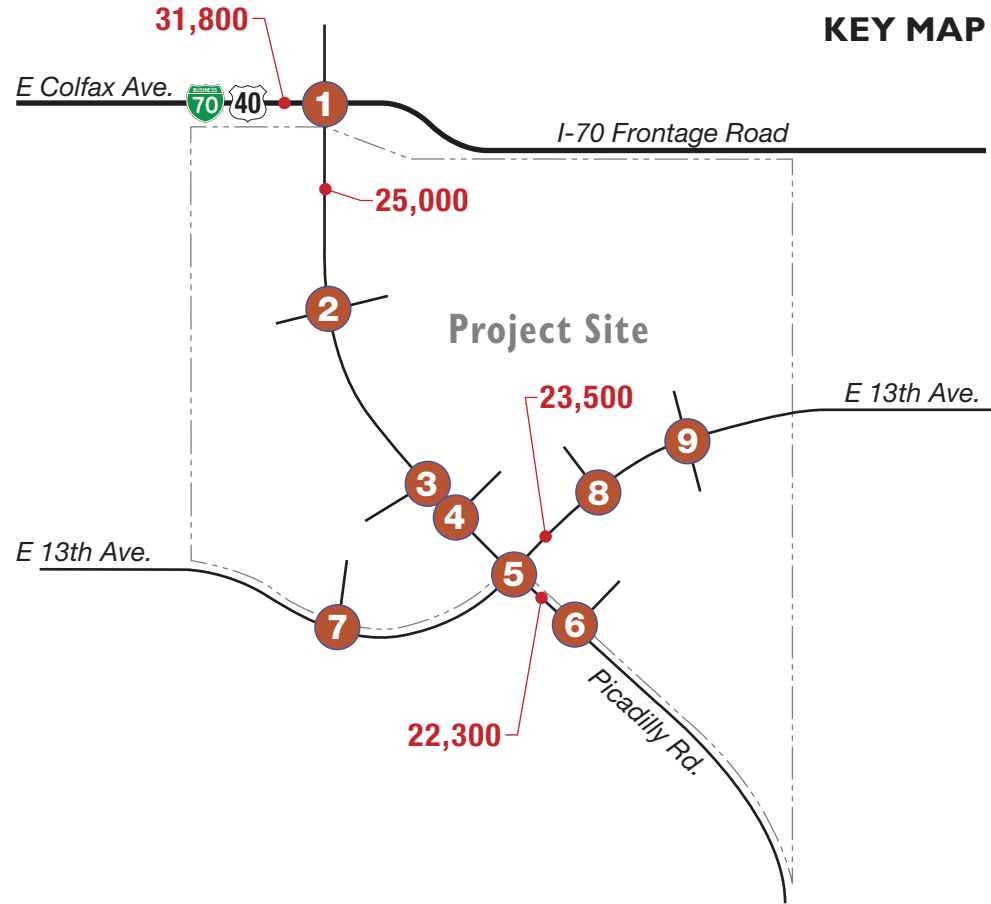 31,800
KEY MAP
E Colfax Ave.
BUSINESS
70
40
1
I-70 Frontage Road
25,000
2
Project Site
23,500
E 13th Ave.
9
3
8
4
E 13th Ave.
5
7
6
Picadilly Rd.
22,300